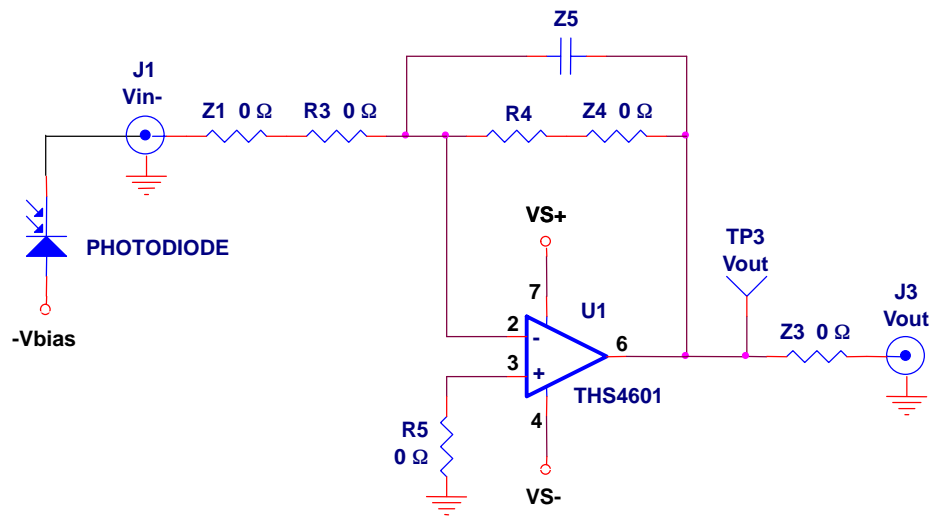 Z5
J1
Vin-
Z1 0 Ω
R3 0 Ω
R4
Z4 0 Ω
VS+
PHOTODIODE
TP3
Vout
7
U1
J3
Vout
-Vbias
2
-
6
Z3 0 Ω
3
+
THS4601
4
R5
0 Ω
VS-